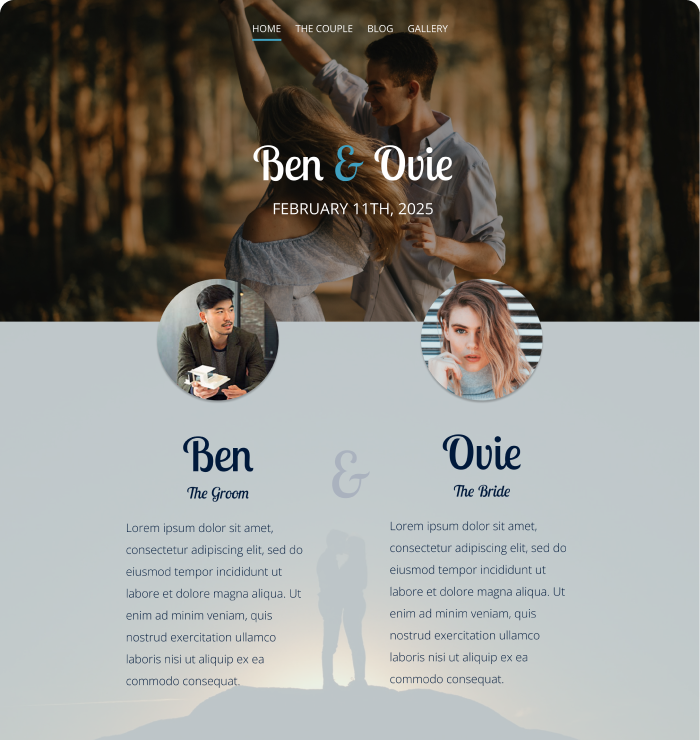 HOME THE COUPLE BLOG GALLERY
Ben & Ovie
FEBRUARY 11TH, 2025
Ben
The Groom
Lorem ipsum dolor sit amet,
consectetur adipiscing elit, sed do
eiusmod tempor incididunt ut
labore et dolore magna aliqua. Ut
enim ad minim veniam, quis
nostrud exercitation ullamco
laboris nisi ut aliquip ex ea
commodo consequat.
&
Ovie
The Bride
Lorem ipsum dolor sit amet,
consectetur adipiscing elit, sed do
eiusmod tempor incididunt ut
labore et dolore magna aliqua. Ut
enim ad minim veniam, quis
nostrud exercitation ullamco
laboris nisi ut aliquip ex ea
commodo consequat.